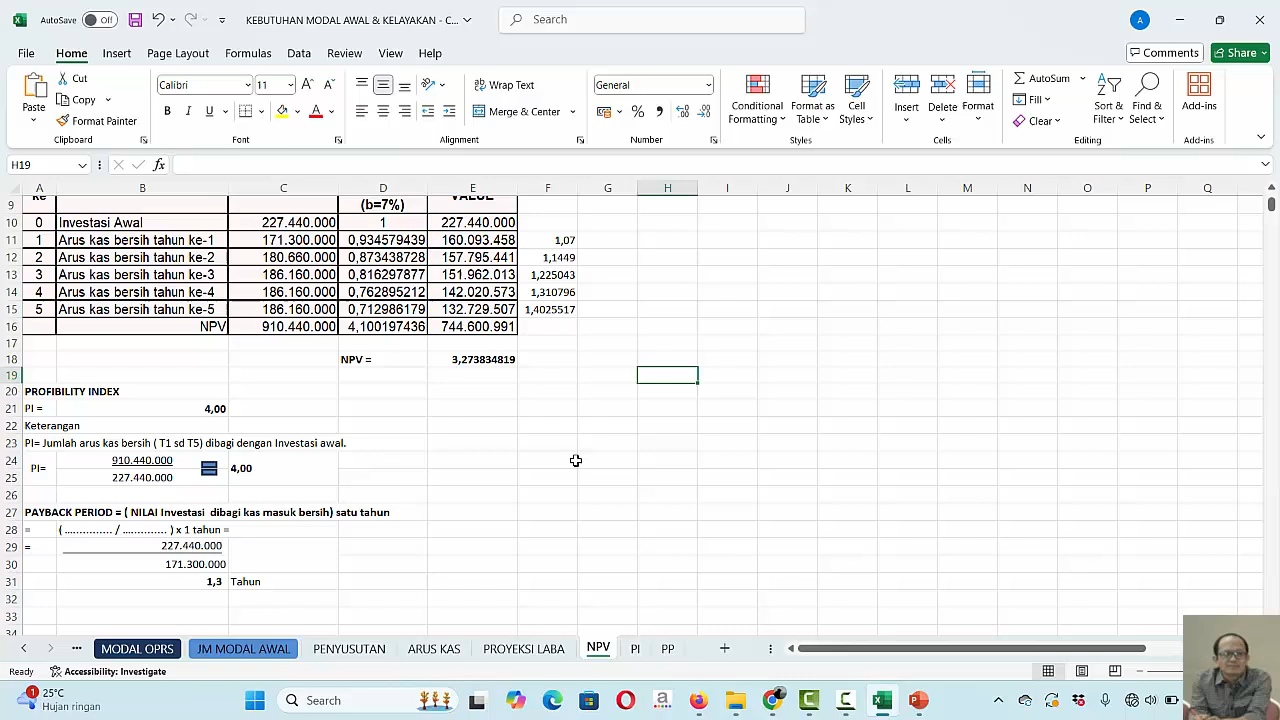 AutoSave Off KEBUTUHAN MODAL AWAL & KELAYAKAN - C... Search A
File Home Insert Page Layout Formulas Data Review View Help Comments Share
Paste Cut Copy Format Painter Calibri 11 B I U Wrap Text Merge & Center General % Conditional Formatting Format as Table Cell Styles Insert Delete Format AutoSum Fill Clear Sort & Filter Find & Select Add-ins
Clipboard Font Alignment Number Styles Cells Editing Add-ins
H19 fx
A B C D E F G H I J K L M N O P Q
9 ke (b=7%) VALUE
10 0 Investasi Awal 227.440.000 1 227.440.000
11 1 Arus kas bersih tahun ke-1 171.300.000 0,934579439 160.093.458 1,07
12 2 Arus kas bersih tahun ke-2 180.660.000 0,873438728 157.795.441 1,1449
13 3 Arus kas bersih tahun ke-3 186.160.000 0,816297877 151.962.013 1,225043
14 4 Arus kas bersih tahun ke-4 186.160.000 0,762895212 142.020.573 1,310796
15 5 Arus kas bersih tahun ke-5 186.160.000 0,712986179 132.729.507 1,4025517
16 NPV 910.440.000 4,100197436 744.600.991
17
18 NPV = 3,273834819
19
20 PROFIBILITY INDEX
21 PI = 4,00
22 Keterangan
23 PI= Jumlah arus kas bersih ( T1 sd T5) dibagi dengan Investasi awal.
24 PI= 910.440.000 = 4,00
25 227.440.000
26
27 PAYBACK PERIOD = ( NILAI Investasi dibagi kas masuk bersih) satu tahun
28 = (............... / .............. ) x 1 tahun =
29 = 227.440.000
30 171.300.000
31 1,3 Tahun
32
33
34
... MODAL OPRS JM MODAL AWAL PENYUSUTAN ARUS KAS PROYEKSI LABA NPV PI PP +
Ready Accessibility: Investigate
1 25°C Hujan ringan Search